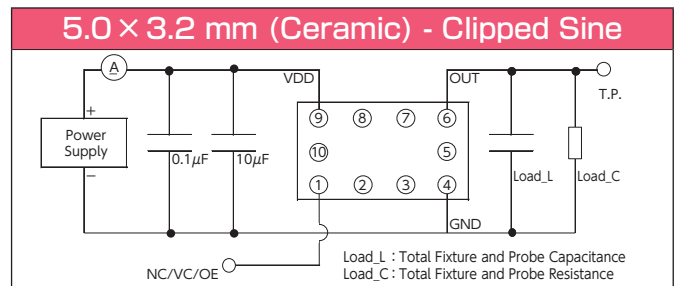 5.0×3.2 mm (Ceramic) - Clipped Sine
A
VDD
OUT
T.P.
+
Power
Supply
−
0.1μF
10μF
⑨ ⑧ ⑦ ⑥
⑩ ⑤
① ② ③ ④
Load_L
Load_C
GND
NC/VC/OE
Load_L : Total Fixture and Probe Capacitance
Load_C : Total Fixture and Probe Resistance